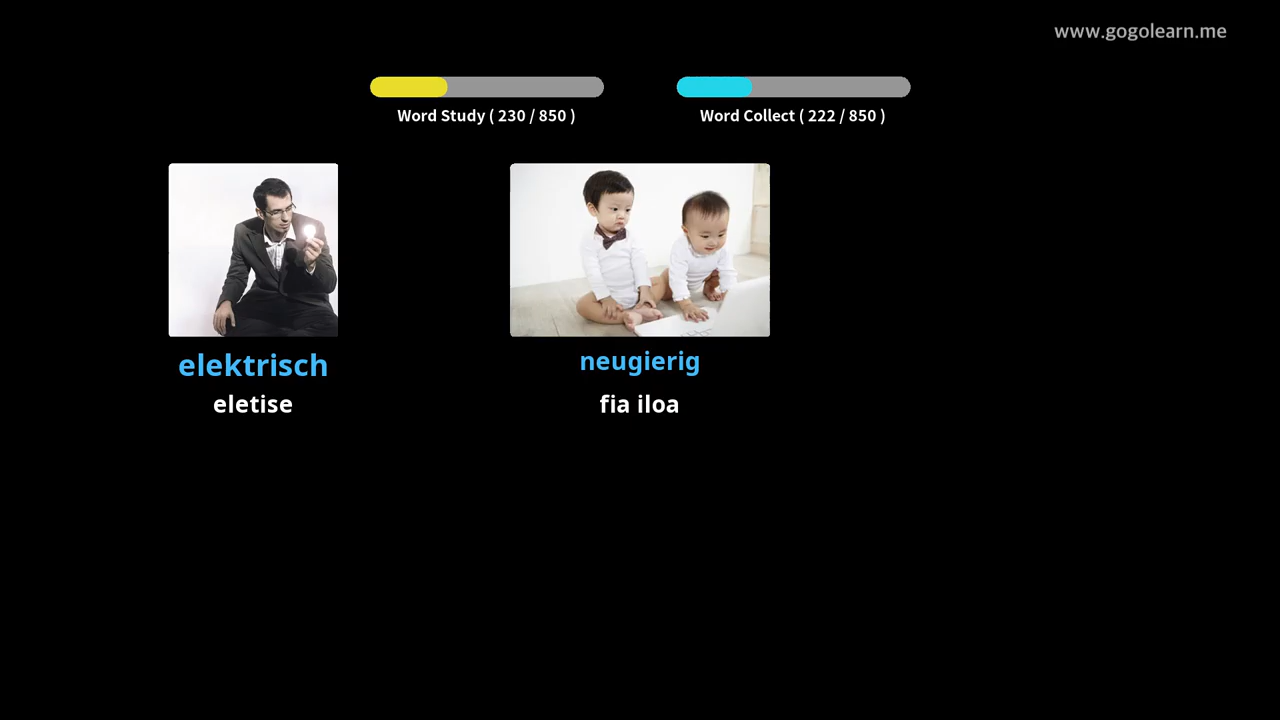 www.gogolearn.me
Word Study ( 230 / 850 )
Word Collect ( 222 / 850 )
elektrisch
eletise
neugierig
fia iloa